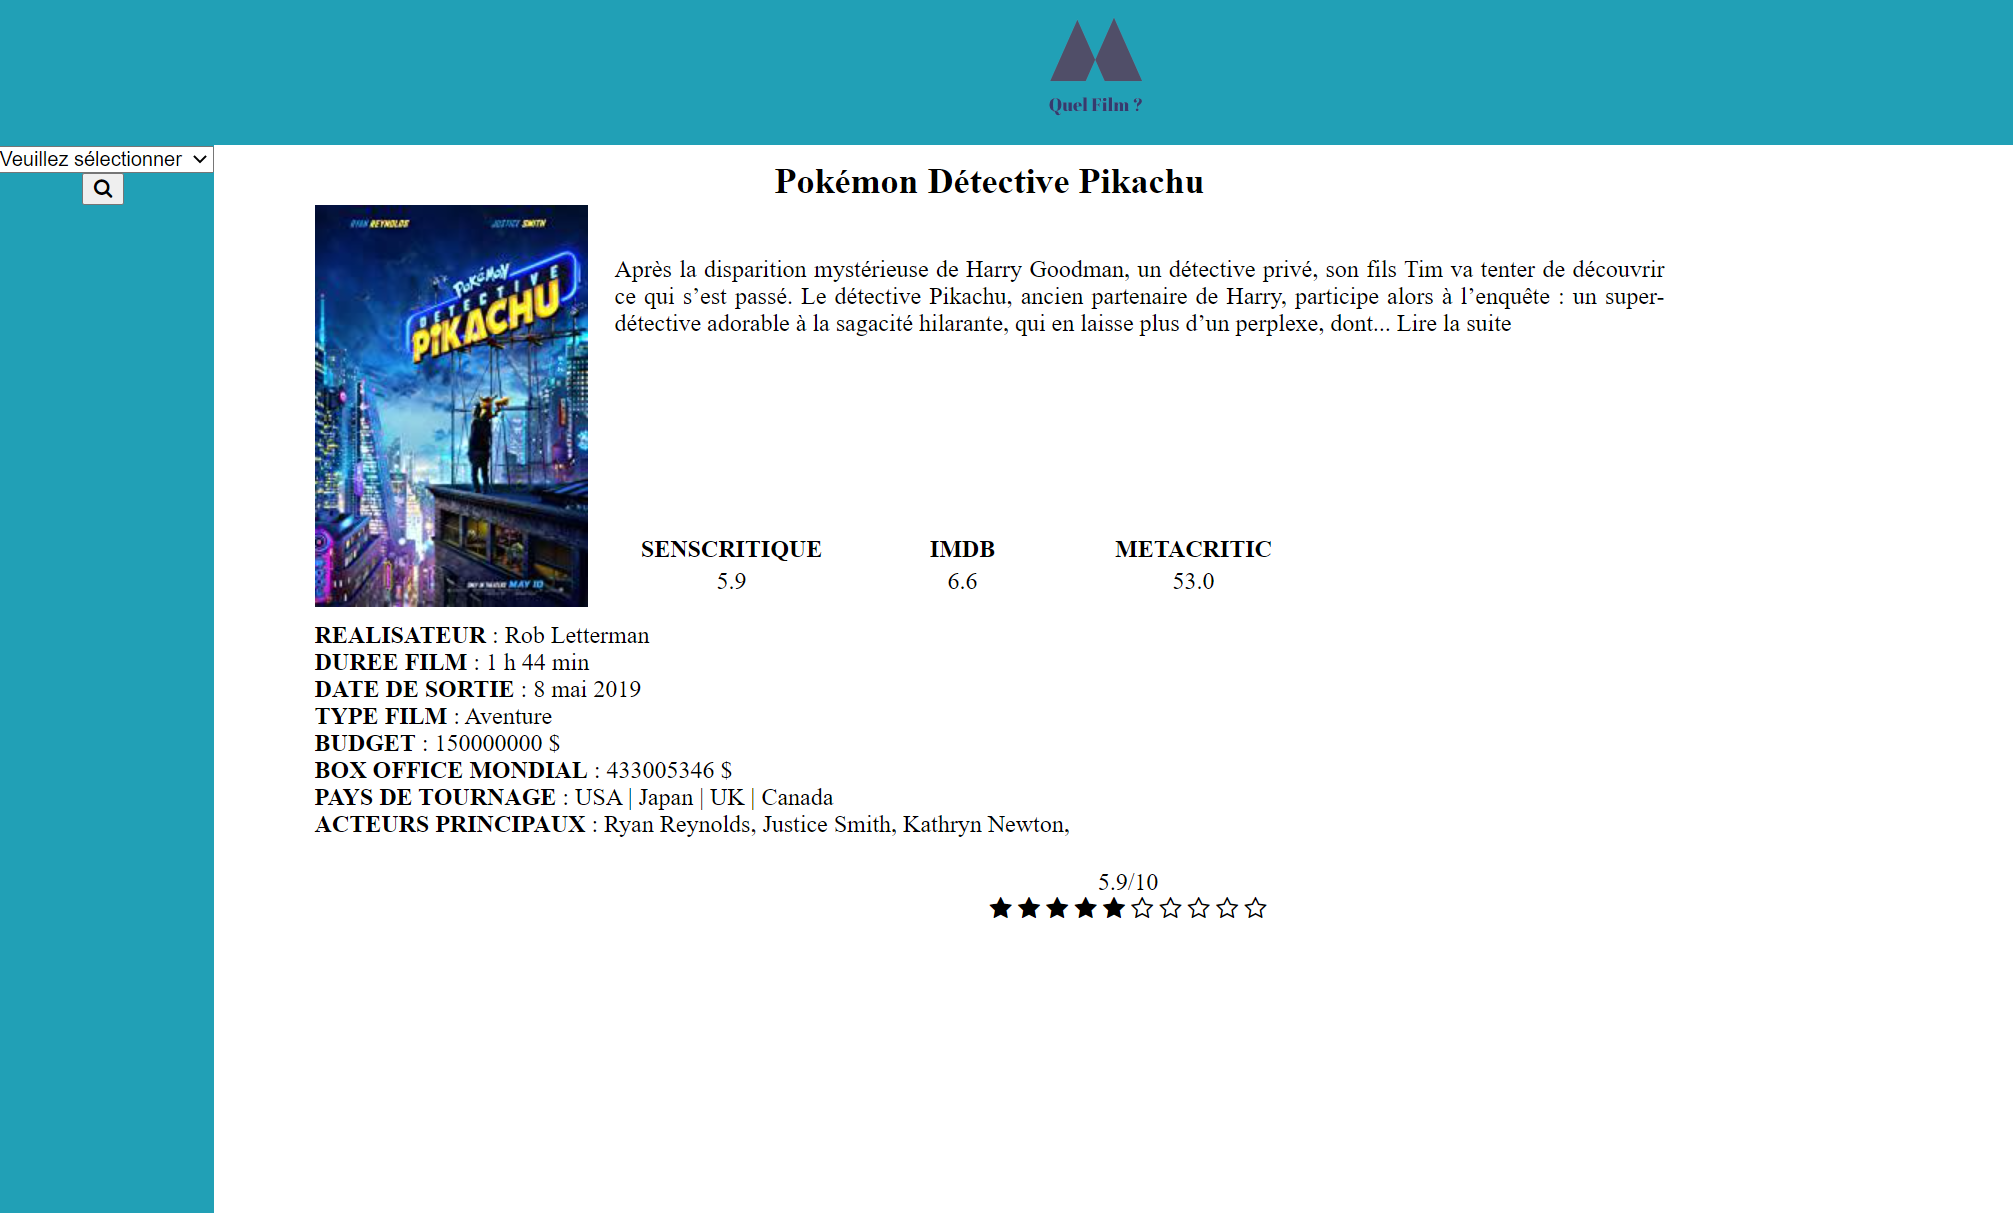 Quel Film ?
Veuillez sélectionner
Pokémon Détective Pikachu
RYAN REYNOLDS JUSTICE SMITH
POKéMON
DETECTIVE
PiKACHU
ONLY IN THEATRES MAY 10
Après la disparition mystérieuse de Harry Goodman, un détective privé, son fils Tim va tenter de découvrir
ce qui s’est passé. Le détective Pikachu, ancien partenaire de Harry, participe alors à l’enquête : un super-
détective adorable à la sagacité hilarante, qui en laisse plus d’un perplexe, dont... Lire la suite
SENSCRITIQUE IMDB METACRITIC
5.9 6.6 53.0
REALISATEUR : Rob Letterman
DUREE FILM : 1 h 44 min
DATE DE SORTIE : 8 mai 2019
TYPE FILM : Aventure
BUDGET : 150000000 $
BOX OFFICE MONDIAL : 433005346 $
PAYS DE TOURNAGE : USA | Japan | UK | Canada
ACTEURS PRINCIPAUX : Ryan Reynolds, Justice Smith, Kathryn Newton,
5.9/10